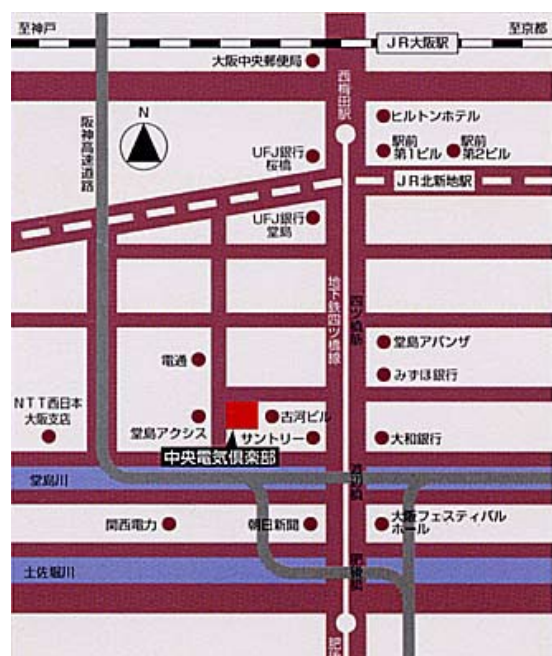 至神戸
至京都
JR大阪駅
大阪中央郵便局
西梅田駅
阪神高速道路
N
ヒルトンホテル
駅前
第1ビル
駅前
第2ビル
UFJ銀行
桜橋
JR北新地駅
UFJ銀行
堂島
地下鉄四ツ橋線
四ツ橋筋
堂島アバンザ
電通
みずほ銀行
NTT西日本
大阪支店
堂島アクシス
古河ビル
サントリー
大和銀行
中央電気倶楽部
堂島川
渡辺橋
関西電力
朝日新聞
大阪フェスティバル
ホール
土佐堀川
肥後橋
肥後